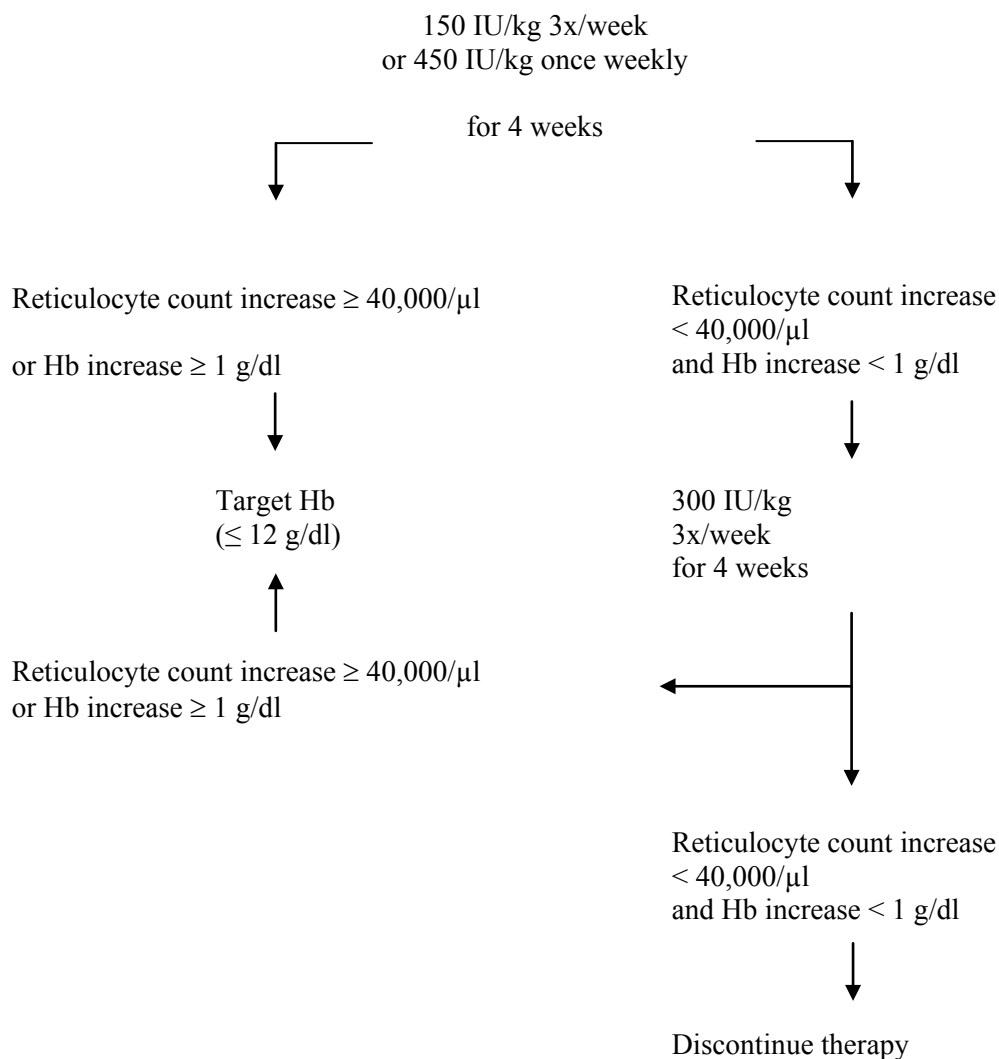 150 IU/kg 3x/week
or 450 IU/kg once weekly
for 4 weeks
Reticulocyte count increase ≥ 40,000/µl
or Hb increase ≥ 1 g/dl
Reticulocyte count increase
< 40,000/µl
and Hb increase < 1 g/dl
Target Hb
(≤ 12 g/dl)
300 IU/kg
3x/week
for 4 weeks
Reticulocyte count increase ≥ 40,000/µl
or Hb increase ≥ 1 g/dl
Reticulocyte count increase
< 40,000/µl
and Hb increase < 1 g/dl
Discontinue therapy